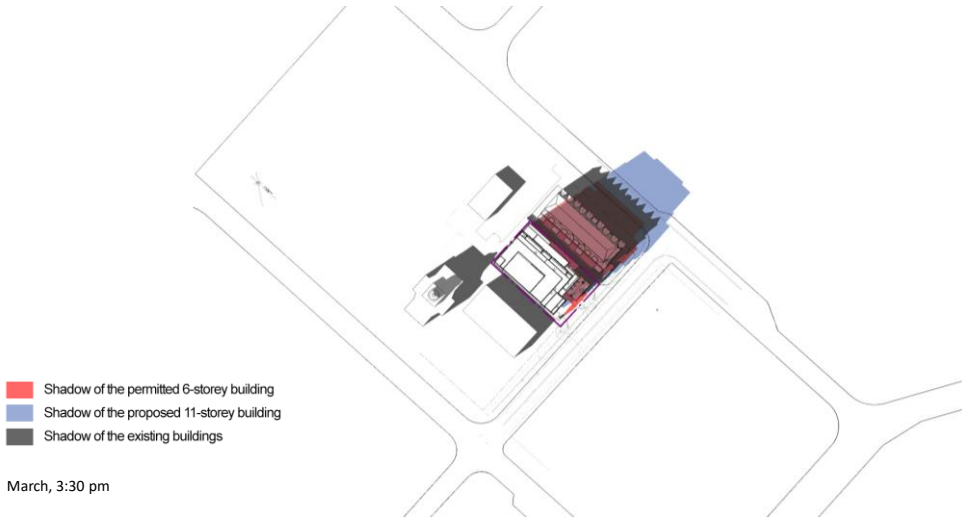 Shadow of the permitted 6-storey building
Shadow of the proposed 11-storey building
Shadow of the existing buildings
March, 3:30 pm